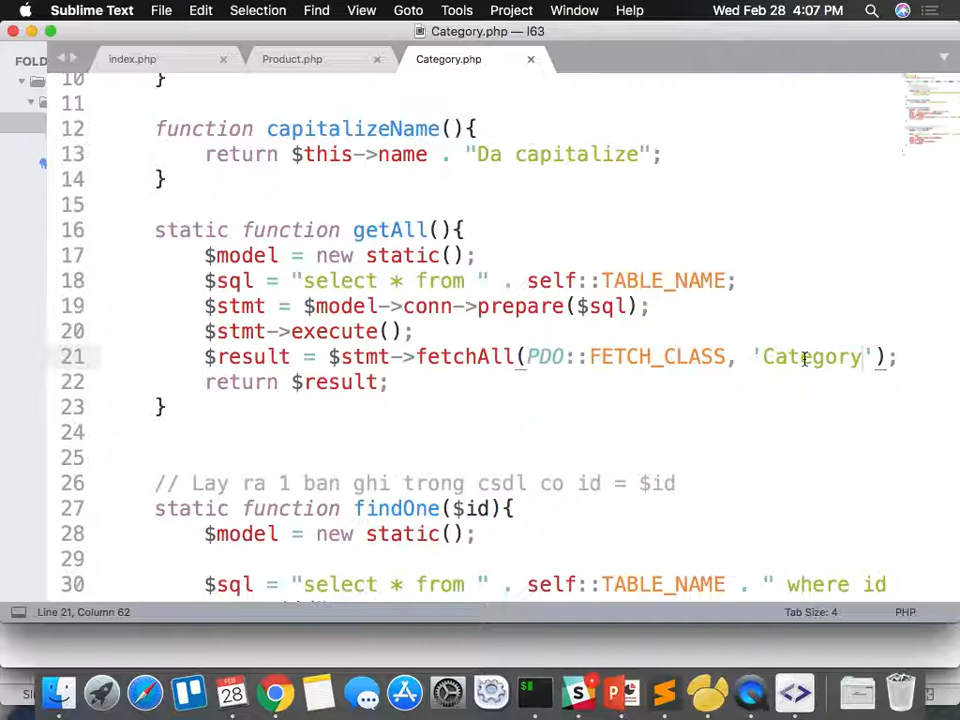 Sublime Text File Edit Selection Find View Goto Tools Project Window Help Wed Feb 28 4:07 PM
Category.php — l63
FOLD
index.php × Product.php × Category.php ×
10 }
11
12 function capitalizeName(){
13 return $this->name . "Da capitalize";
14 }
15
16 static function getAll(){
17 $model = new static();
18 $sql = "select * from " . self::TABLE_NAME;
19 $stmt = $model->conn->prepare($sql);
20 $stmt->execute();
21 $result = $stmt->fetchAll(PDO::FETCH_CLASS, 'Category');
22 return $result;
23 }
24
25
26 // Lay ra 1 ban ghi trong csdl co id = $id
27 static function findOne($id){
28 $model = new static();
29
30 $sql = "select * from " . self::TABLE_NAME . " where id
Line 21, Column 62 Tab Size: 4 PHP
FEB
28